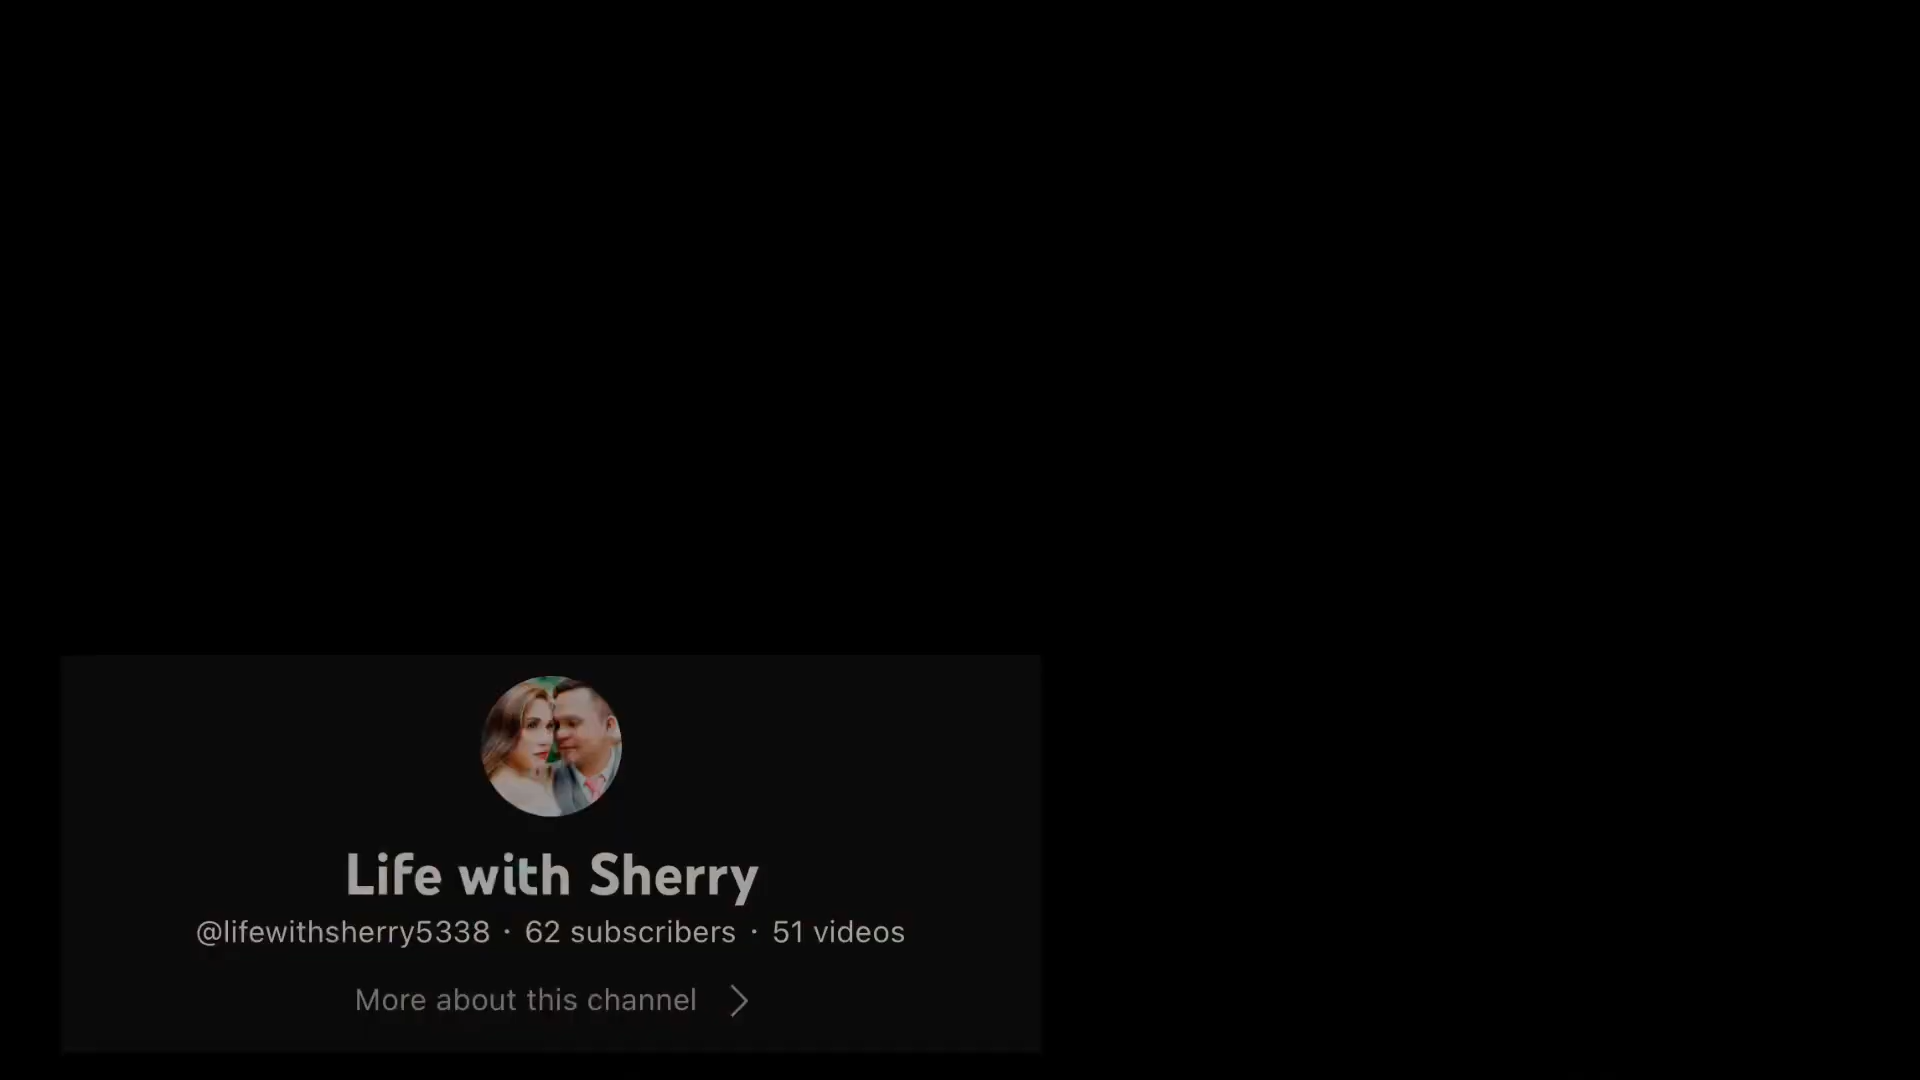 Life with Sherry
@lifewithsherry5338 · 62 subscribers · 51 videos
More about this channel